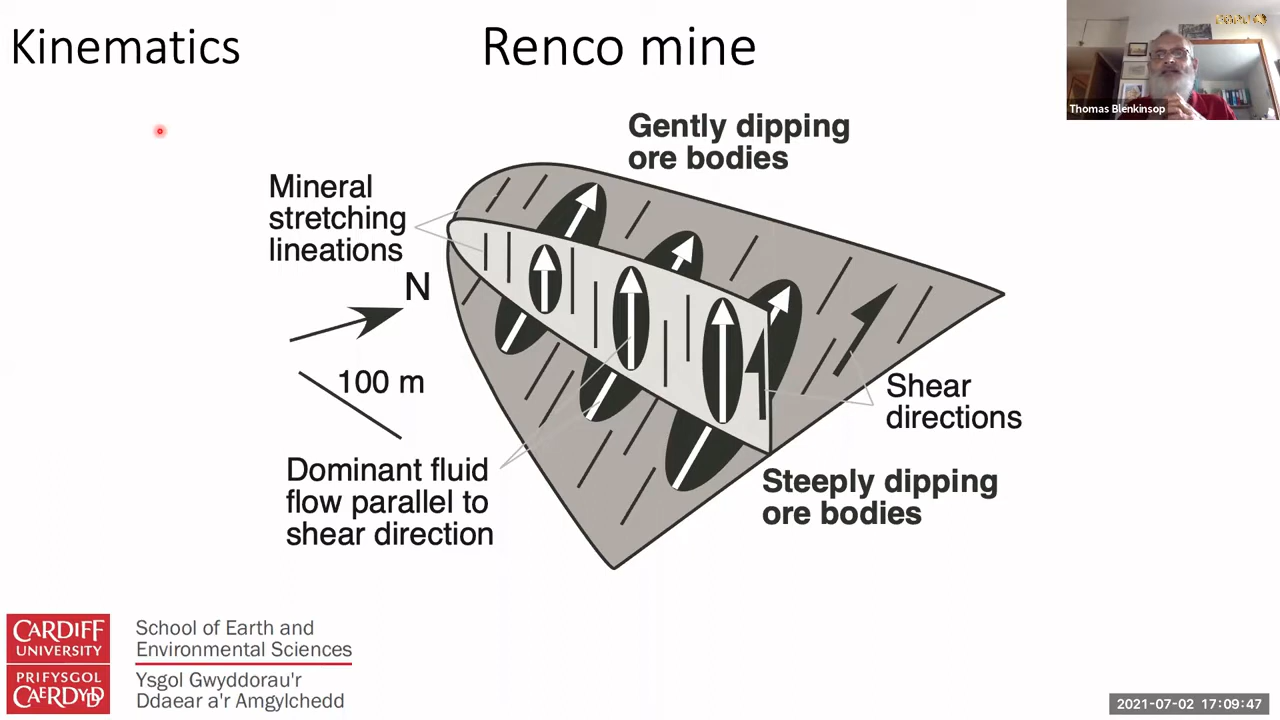 Kinematics
Renco mine
Thomas Blenkinsop
Gently dipping
ore bodies
Mineral
stretching
lineations
N
100 m
Shear
directions
Dominant fluid
flow parallel to
shear direction
Steeply dipping
ore bodies
CARDIFF
UNIVERSITY
PRIFYSGOL
CAERDYDD
School of Earth and
Environmental Sciences
Ysgol Gwyddorau'r
Ddaear a'r Amgylchedd
2021-07-02 17:09:47